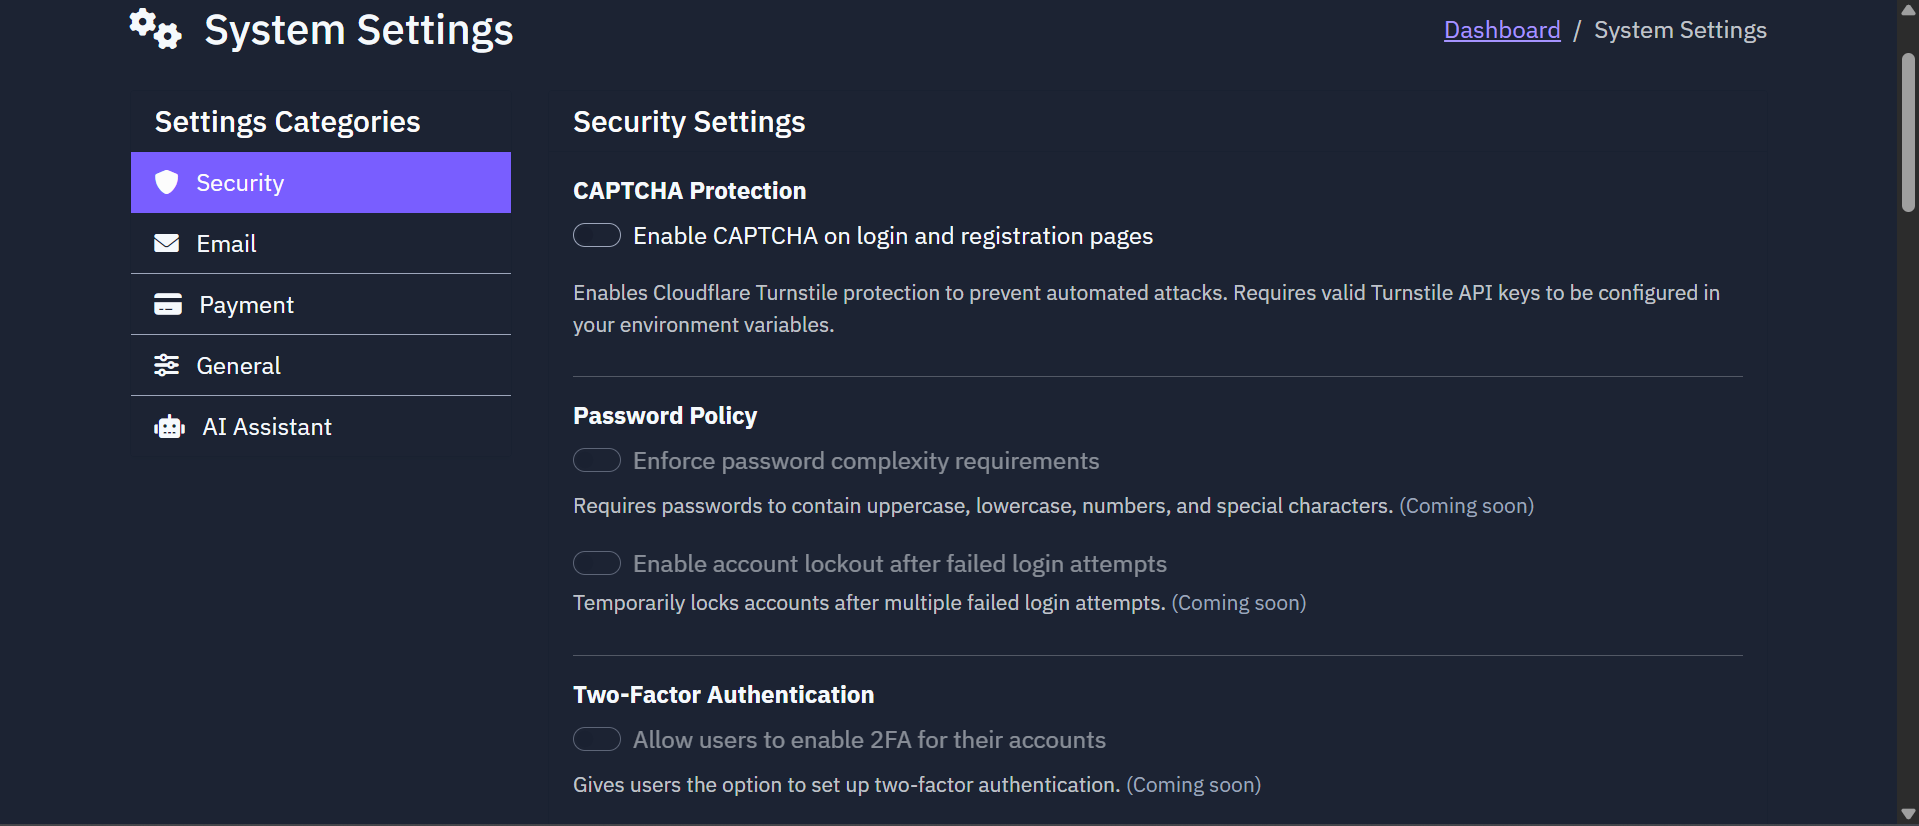 System Settings
Dashboard / System Settings
Settings Categories
Security
Email
Payment
General
AI Assistant
Security Settings
CAPTCHA Protection
Enable CAPTCHA on login and registration pages
Enables Cloudflare Turnstile protection to prevent automated attacks. Requires valid Turnstile API keys to be configured in
your environment variables.
Password Policy
Enforce password complexity requirements
Requires passwords to contain uppercase, lowercase, numbers, and special characters. (Coming soon)
Enable account lockout after failed login attempts
Temporarily locks accounts after multiple failed login attempts. (Coming soon)
Two-Factor Authentication
Allow users to enable 2FA for their accounts
Gives users the option to set up two-factor authentication. (Coming soon)